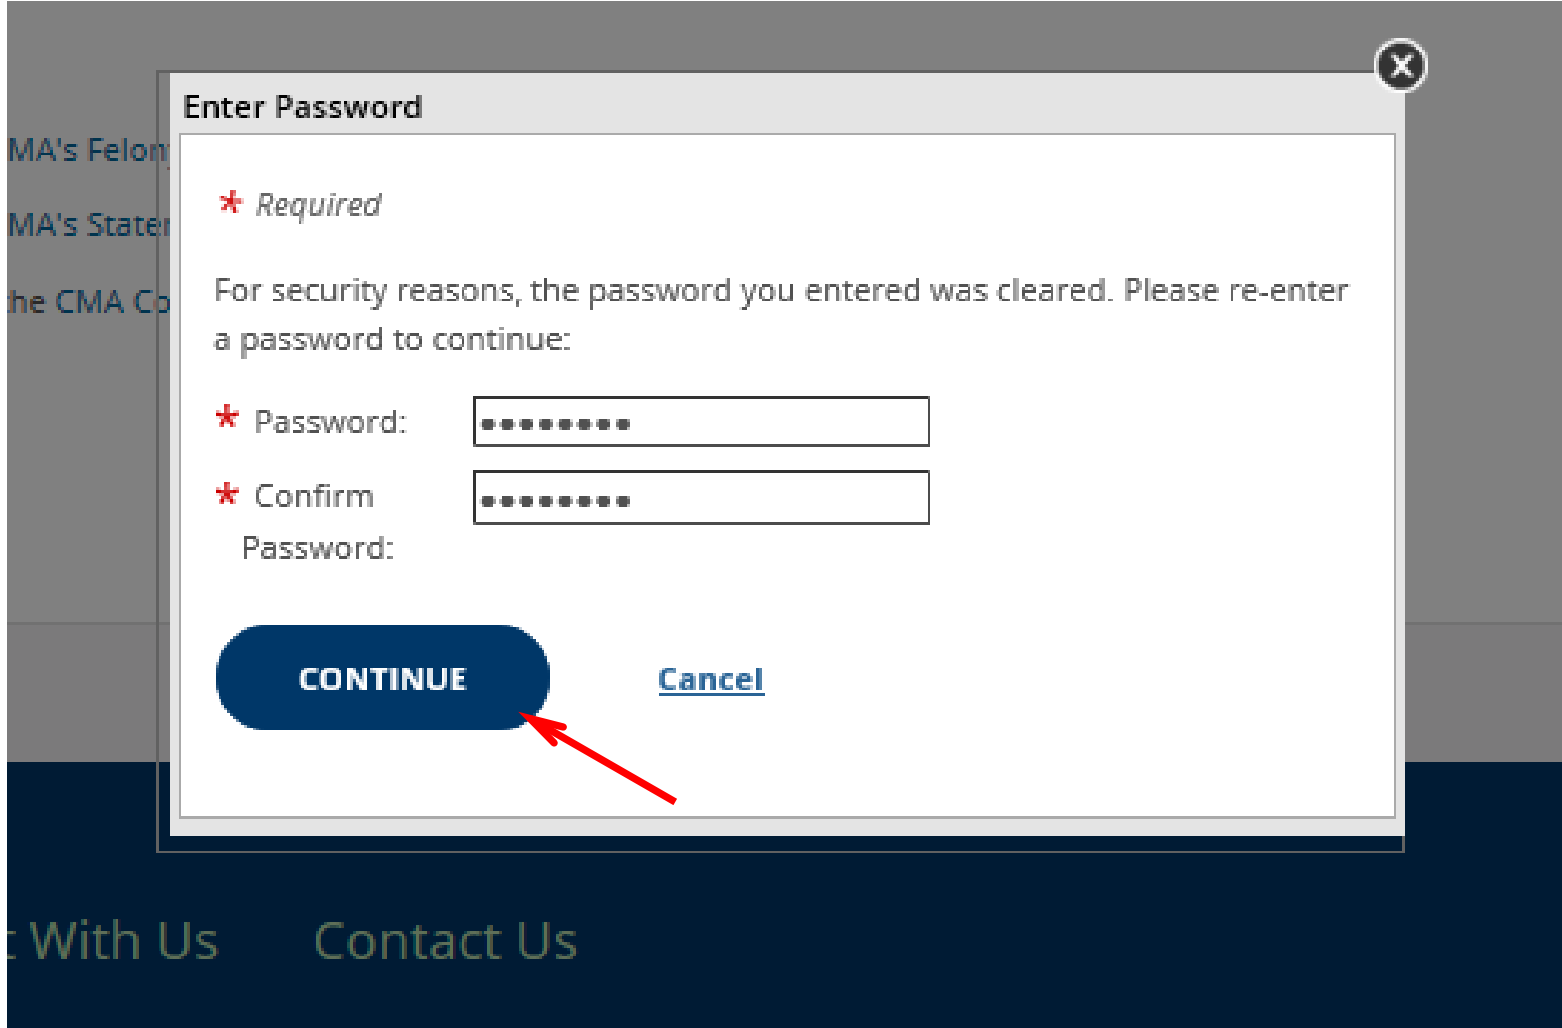 Enter Password
MA's Felon
* Required
MA's State
For security reasons, the password you entered was cleared. Please re-enter
the CMA Co
a password to continue:
* Password: ••••••••
* Confirm ••••••••
Password:
CONTINUE Cancel
t With Us Contact Us